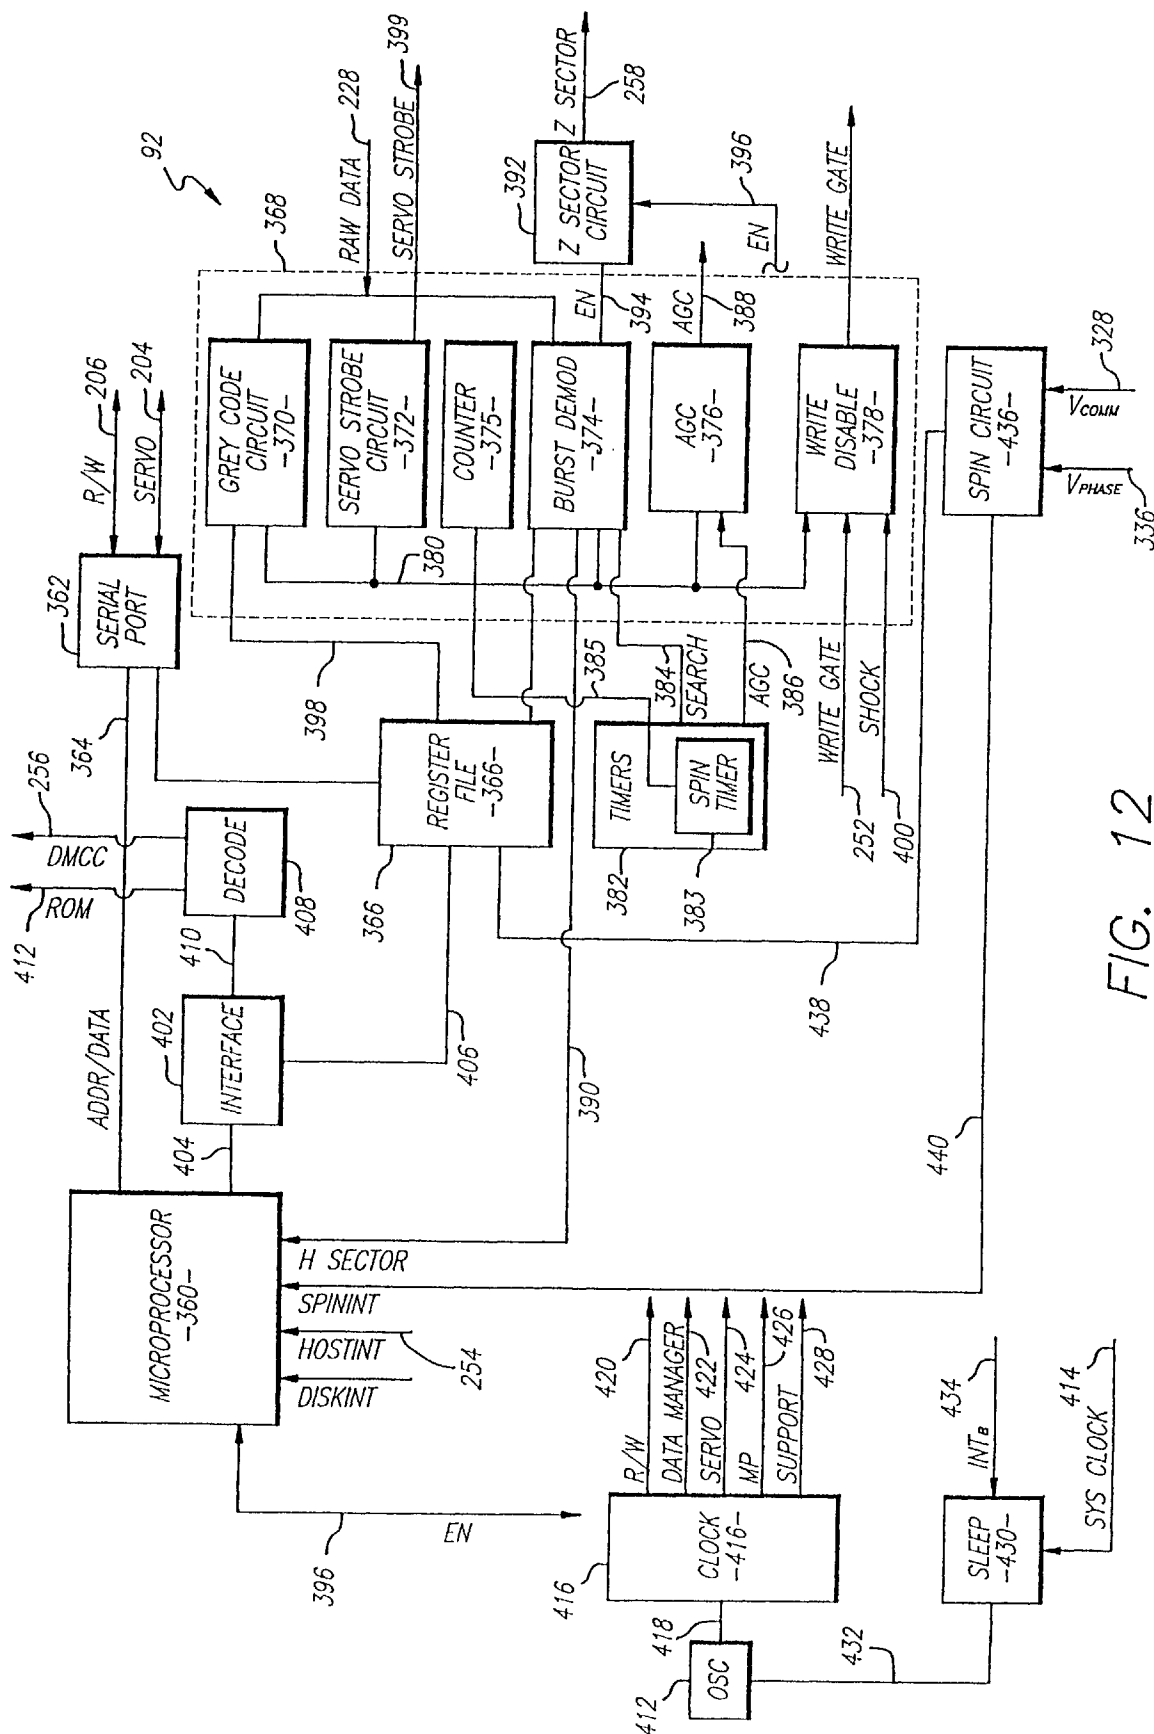 92
R/W
206
SERVO
204
362
SERIAL
PORT
364
368
RAW DATA
228
SERVO STROBE
399
GREY CODE
CIRCUIT
-370-
SERVO STROBE
CIRCUIT
-372-
COUNTER
-375-
BURST DEMOD
-374-
AGC
-376-
WRITE
DISABLE
-378-
380
392
Z SECTOR
CIRCUIT
Z SECTOR
258
EN
394
396
EN
AGC
388
WRITE GATE
SPIN CIRCUIT
-436-
VCOMM
328
VPHASE
336
398
385
384
SEARCH
AGC
386
WRITE GATE
252
SHOCK
400
REGISTER
FILE
-366-
366
TIMERS
382
SPIN
TIMER
383
438
256
DMCC
ROM
412
DECODE
408
410
402
INTERFACE
404
406
ADDR/DATA
390
440
MICROPROCESSOR
-360-
H SECTOR
SPININT
HOSTINT
254
DISKINT
396
EN
R/W
420
DATA MANAGER
422
SERVO
424
MP
426
SUPPORT
428
CLOCK
-416-
416
418
OSC
412
432
SLEEP
-430-
INTB
434
SYS CLOCK
414
FIG. 12